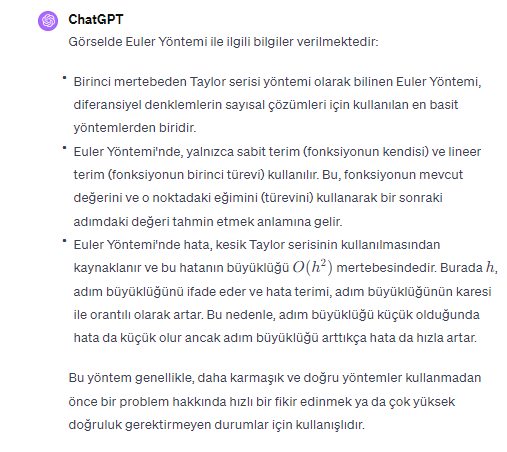 ChatGPT
Görselde Euler Yöntemi ile ilgili bilgiler verilmektedir:
• Birinci mertebeden Taylor serisi yöntemi olarak bilinen Euler Yöntemi,
diferansiyel denklemlerin sayısal çözümleri için kullanılan en basit
yöntemlerden biridir.
• Euler Yöntemi'nde, yalnızca sabit terim (fonksiyonun kendisi) ve lineer
terim (fonksiyonun birinci türevi) kullanılır. Bu, fonksiyonun mevcut
değerini ve o noktadaki eğimini (türevini) kullanarak bir sonraki
adımdaki değeri tahmin etmek anlamına gelir.
• Euler Yöntemi'nde hata, kesik Taylor serisinin kullanılmasından
kaynaklanır ve bu hatanın büyüklüğü O(h²) mertebesindedir. Burada h,
adım büyüklüğünü ifade eder ve hata terimi, adım büyüklüğünün karesi
ile orantılı olarak artar. Bu nedenle, adım büyüklüğü küçük olduğunda
hata da küçük olur ancak adım büyüklüğü arttıkça hata da hızla artar.
Bu yöntem genellikle, daha karmaşık ve doğru yöntemler kullanmadan
önce bir problem hakkında hızlı bir fikir edinmek ya da çok yüksek
doğruluk gerektirmeyen durumlar için kullanışlıdır.